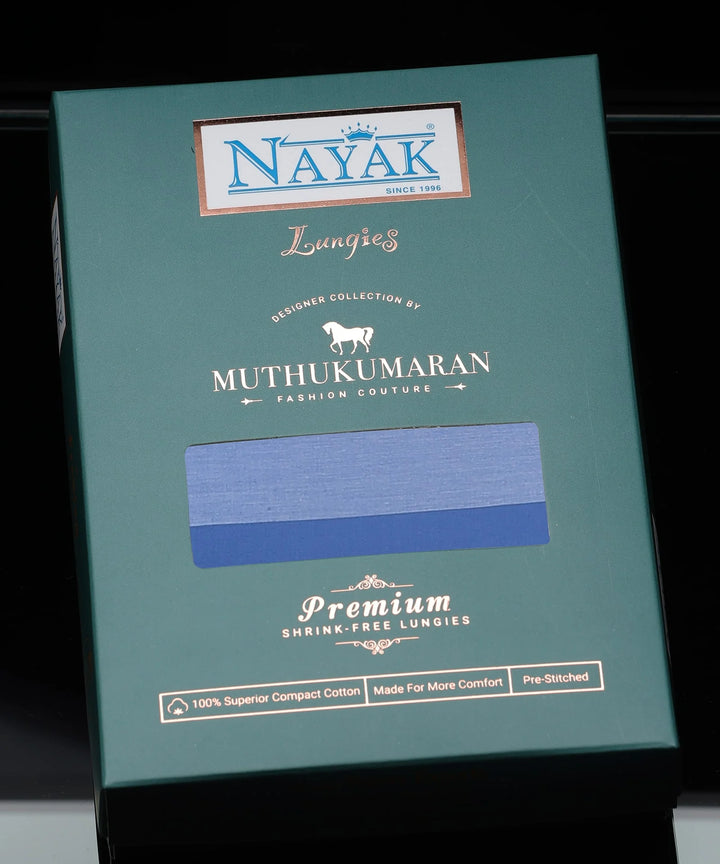 NAYAK ®
SINCE 1996
Lungies
DESIGNER COLLECTION BY
MUTHUKUMARAN
FASHION COUTURE
Premium
SHRINK-FREE LUNGIES
100% Superior Compact Cotton
Made For More Comfort
Pre-Stitched